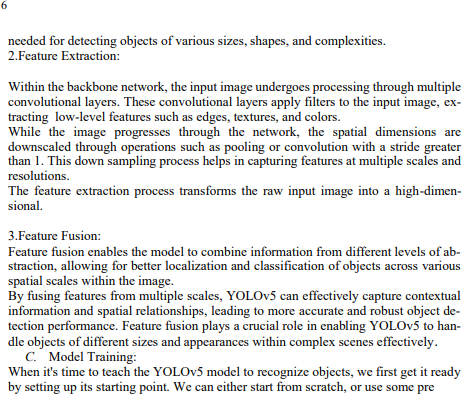 6
needed for detecting objects of various sizes, shapes, and complexities.
2.Feature Extraction:
Within the backbone network, the input image undergoes processing through multiple
convolutional layers. These convolutional layers apply filters to the input image, ex-
tracting low-level features such as edges, textures, and colors.
While the image progresses through the network, the spatial dimensions are
downscaled through operations such as pooling or convolution with a stride greater
than 1. This down sampling process helps in capturing features at multiple scales and
resolutions.
The feature extraction process transforms the raw input image into a high-dimen-
sional.
3.Feature Fusion:
Feature fusion enables the model to combine information from different levels of ab-
straction, allowing for better localization and classification of objects across various
spatial scales within the image.
By fusing features from multiple scales, YOLOv5 can effectively capture contextual
information and spatial relationships, leading to more accurate and robust object de-
tection performance. Feature fusion plays a crucial role in enabling YOLOv5 to han-
dle objects of different sizes and appearances within complex scenes effectively.
C. Model Training:
When it's time to teach the YOLOv5 model to recognize objects, we first get it ready
by setting up its starting point. We can either start from scratch, or use some pre